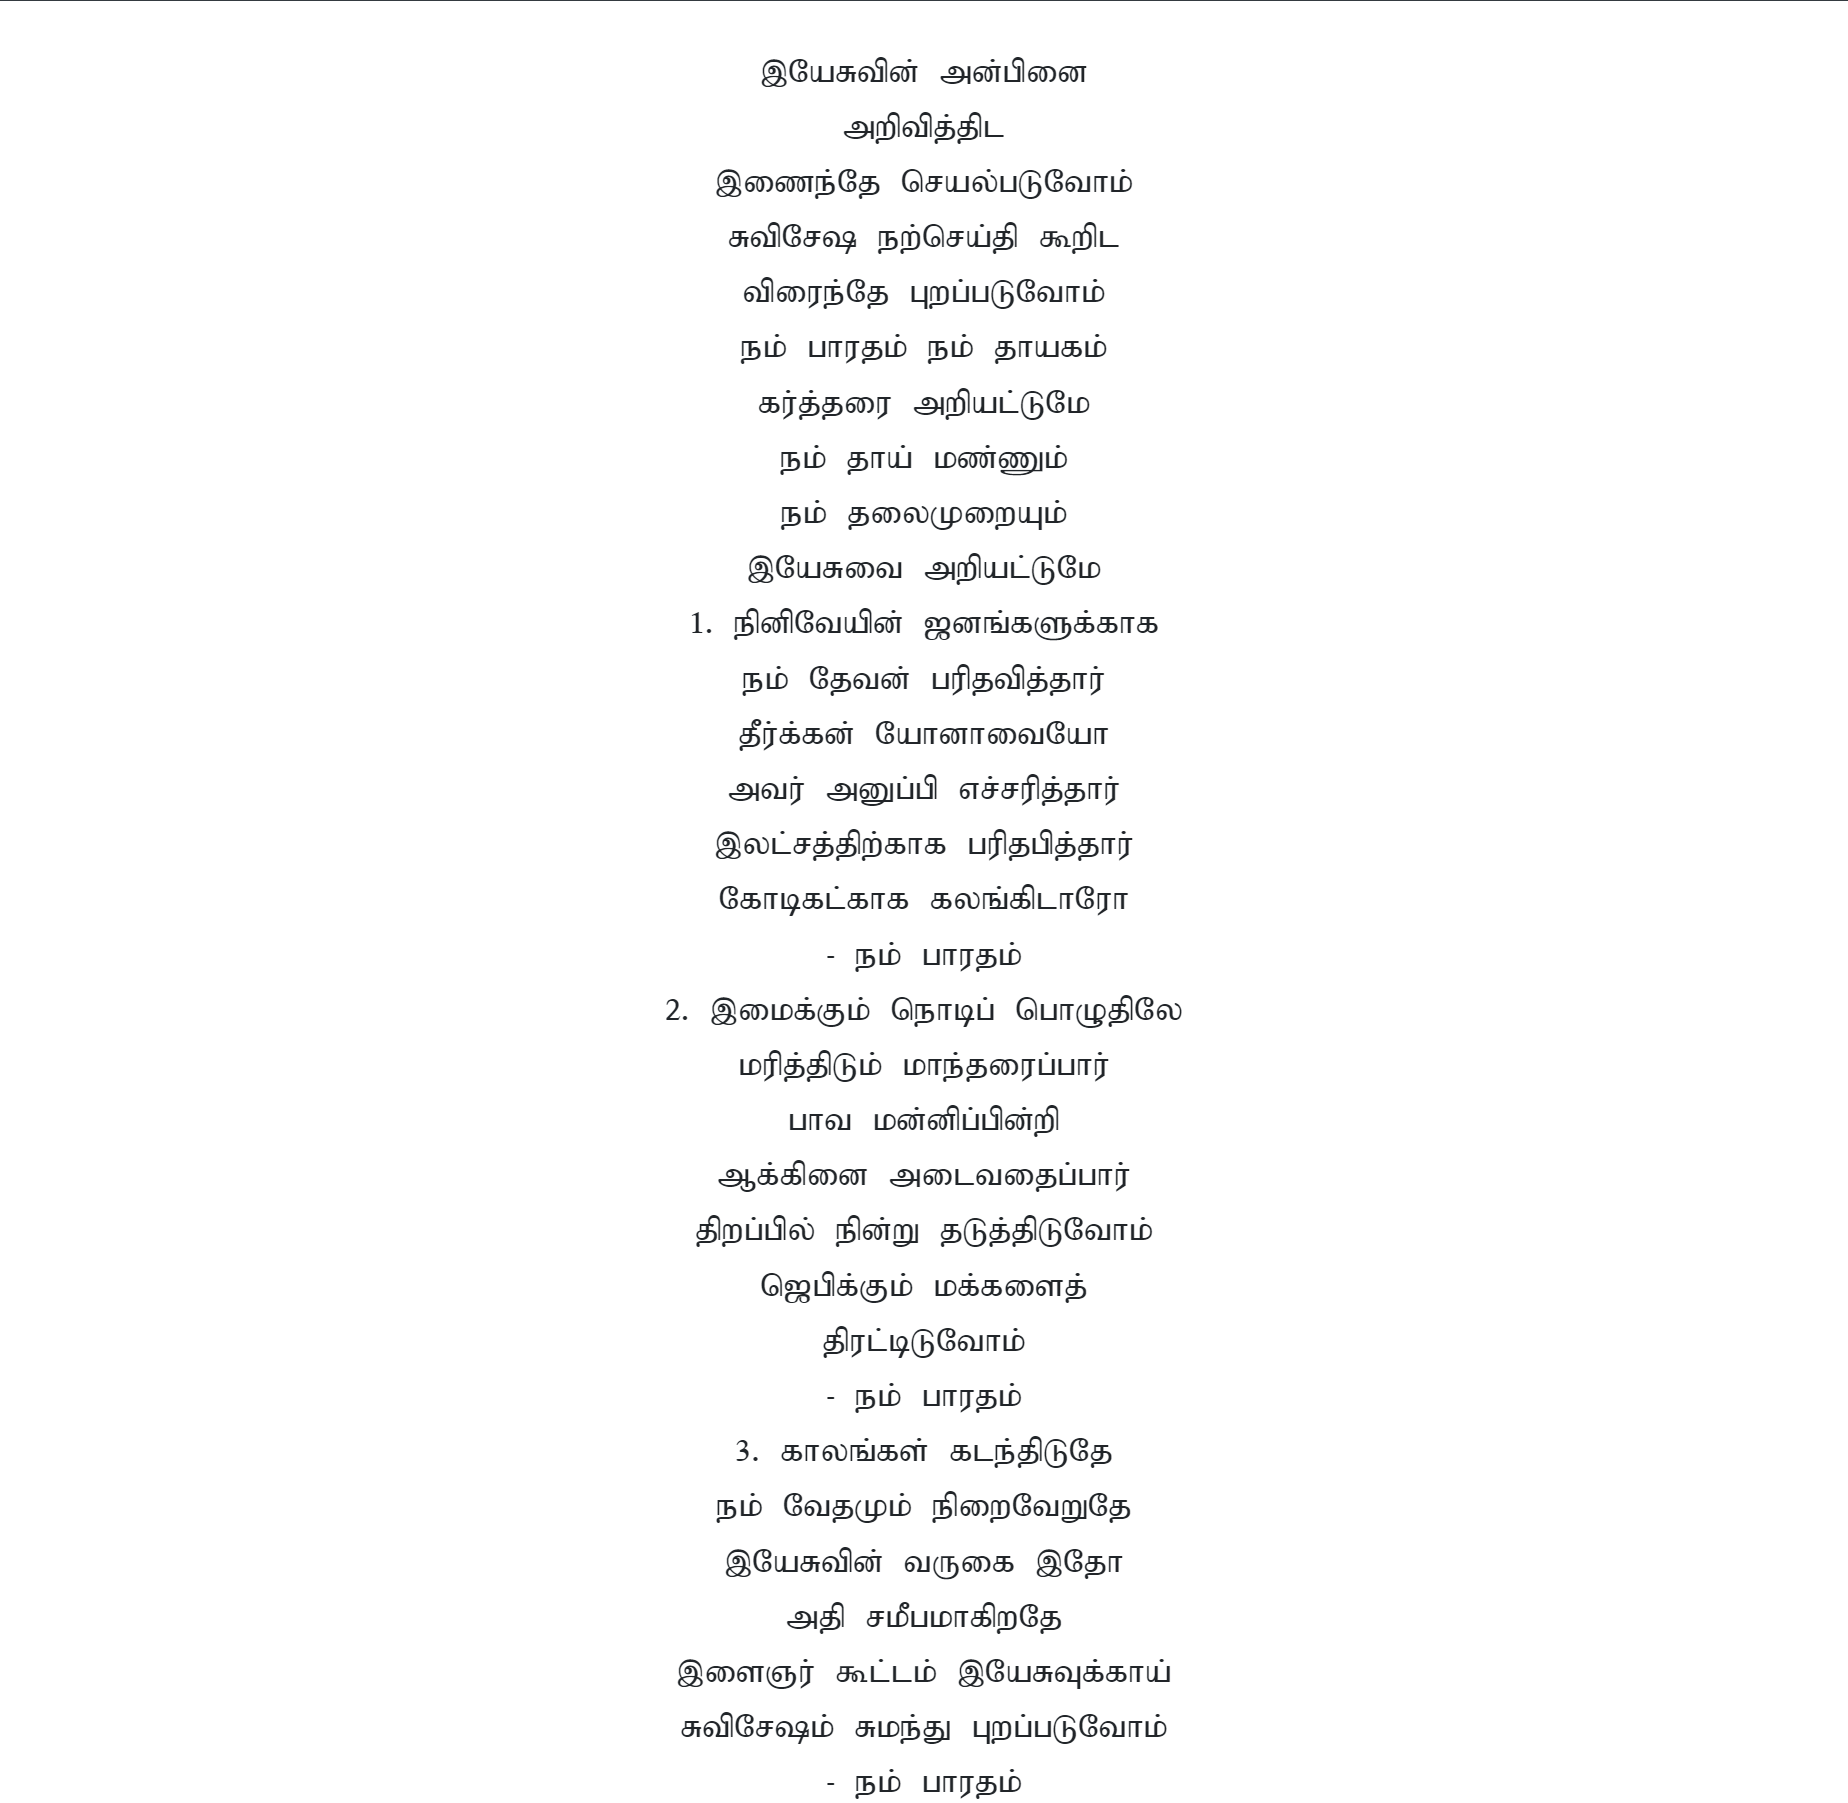 இயேசுவின் அன்பினை
அறிவித்திட
இணைந்தே செயல்படுவோம்
சுவிசேஷ நற்செய்தி கூறிட
விரைந்தே புறப்படுவோம்
நம் பாரதம் நம் தாயகம்
கர்த்தரை அறியட்டுமே
நம் தாய் மண்ணும்
நம் தலைமுறையும்
இயேசுவை அறியட்டுமே
1. நினிவேயின் ஜனங்களுக்காக
நம் தேவன் பரிதவித்தார்
தீர்க்கன் யோனாவையோ
அவர் அனுப்பி எச்சரித்தார்
இலட்சத்திற்காக பரிதபித்தார்
கோடிகட்காக கலங்கிடாரோ
- நம் பாரதம்
2. இமைக்கும் நொடிப் பொழுதிலே
மரித்திடும் மாந்தரைப்பார்
பாவ மன்னிப்பின்றி
ஆக்கினை அடைவதைப்பார்
திறப்பில் நின்று தடுத்திடுவோம்
ஜெபிக்கும் மக்களைத்
திரட்டிடுவோம்
- நம் பாரதம்
3. காலங்கள் கடந்திடுதே
நம் வேதமும் நிறைவேறுதே
இயேசுவின் வருகை இதோ
அதி சமீபமாகிறதே
இளைஞர் கூட்டம் இயேசுவுக்காய்
சுவிசேஷம் சுமந்து புறப்படுவோம்
- நம் பாரதம்